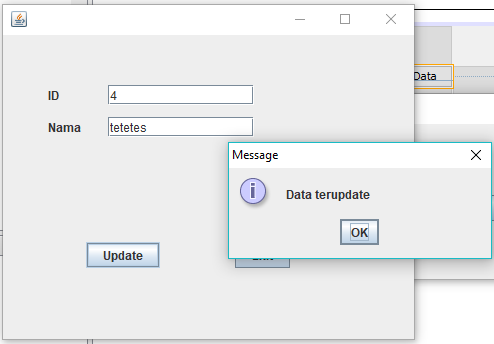 Data
ID
4
Nama
tetetes
Message
Data terupdate
OK
Update